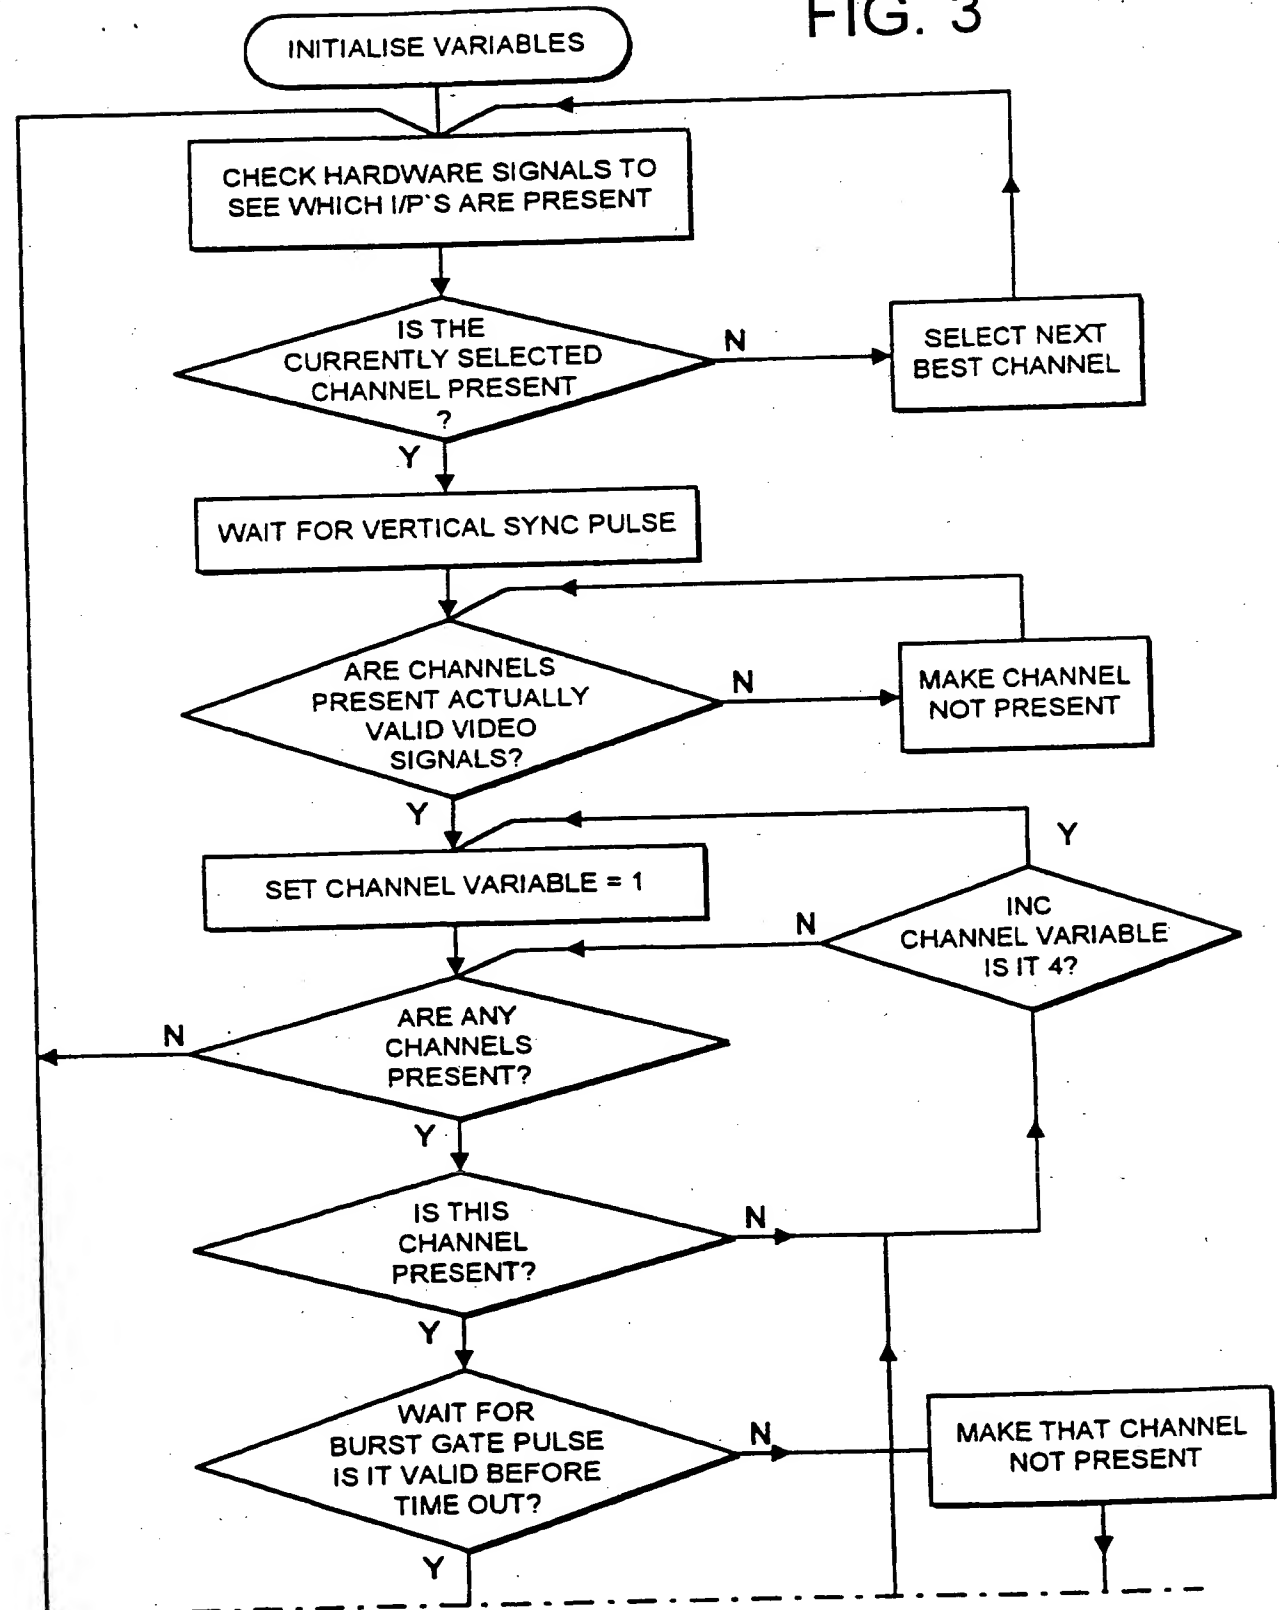 FIG. 3
INITIALISE VARIABLES
CHECK HARDWARE SIGNALS TO
SEE WHICH I/P'S ARE PRESENT
IS THE
CURRENTLY SELECTED
CHANNEL PRESENT
?
N
SELECT NEXT
BEST CHANNEL
Y
WAIT FOR VERTICAL SYNC PULSE
ARE CHANNELS
PRESENT ACTUALLY
VALID VIDEO
SIGNALS?
N
MAKE CHANNEL
NOT PRESENT
Y
SET CHANNEL VARIABLE = 1
Y
INC
CHANNEL VARIABLE
IS IT 4?
N
ARE ANY
CHANNELS
PRESENT?
N
Y
IS THIS
CHANNEL
PRESENT?
N
Y
WAIT FOR
BURST GATE PULSE
IS IT VALID BEFORE
TIME OUT?
N
MAKE THAT CHANNEL
NOT PRESENT
Y